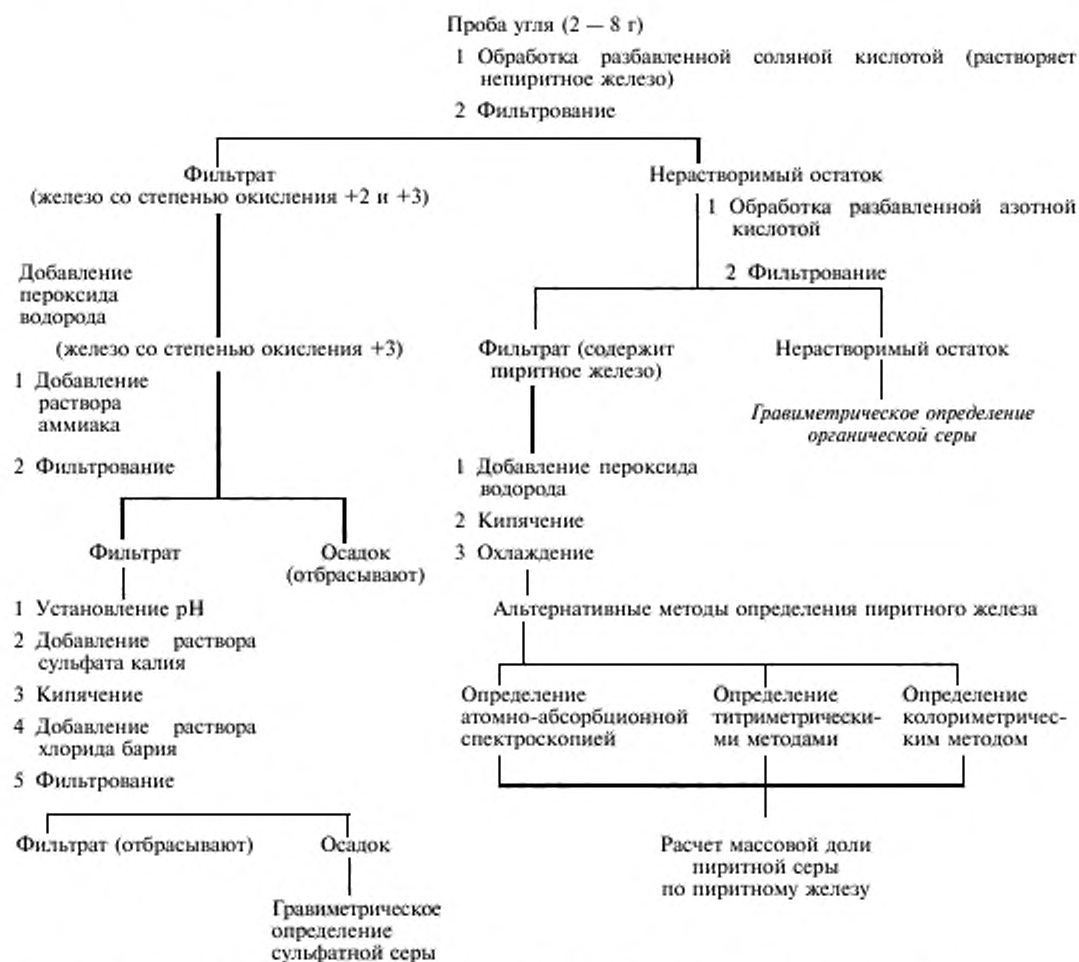 Проба угля (2 — 8 г)
1 Обработка разбавленной соляной кислотой (растворяет
непиритное железо)
2 Фильтрование
Фильтрат
(железо со степенью окисления +2 и +3)
Нерастворимый остаток
1 Обработка разбавленной азотной
кислотой
2 Фильтрование
Добавление
пероксида
водорода
(железо со степенью окисления +3)
1 Добавление
раствора
аммиака
2 Фильтрование
Фильтрат
Осадок
(отбрасывают)
1 Установление pH
2 Добавление раствора
сульфата калия
3 Кипячение
4 Добавление раствора
хлорида бария
5 Фильтрование
Фильтрат (отбрасывают)
Осадок
Гравиметрическое
определение
сульфатной серы
Фильтрат (содержит
пиритное железо)
Нерастворимый остаток
Гравиметрическое определение
органической серы
1 Добавление пероксида
водорода
2 Кипячение
3 Охлаждение
Альтернативные методы определения пиритного железа
Определение
атомно-абсорбционной
спектроскопией
Определение
титриметрически-
ми методами
Определение
колориметричес-
ким методом
Расчет массовой доли
пиритной серы
по пиритному железу